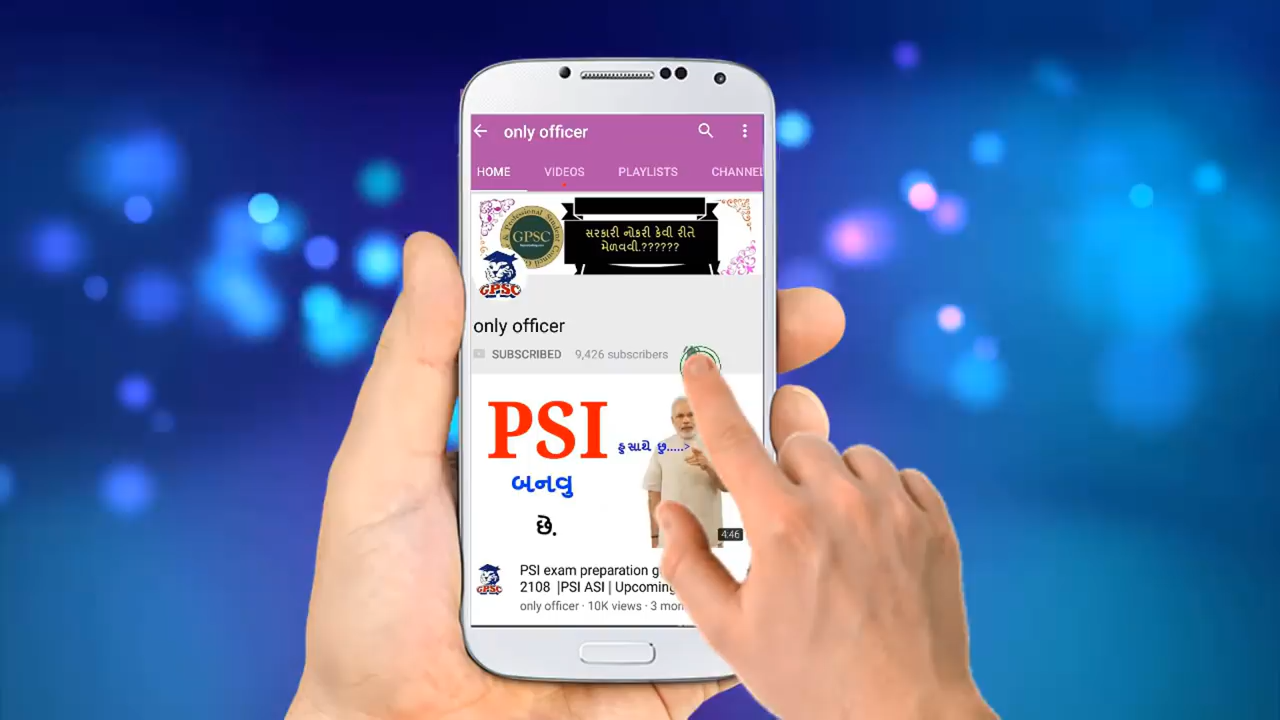 only officer
HOME VIDEOS PLAYLISTS CHANNEL
GPSC
સરકારી નોકરી કેવી રીતે
મેળવવી.??????
GPSC
only officer
SUBSCRIBED 9,426 subscribers
PSI
હુ સાથે છુ.....>
બનવુ
છે.
4:46
PSI exam preparation g
2108 |PSI ASI | Upcoming
GPSC
only officer · 10K views · 3 mon